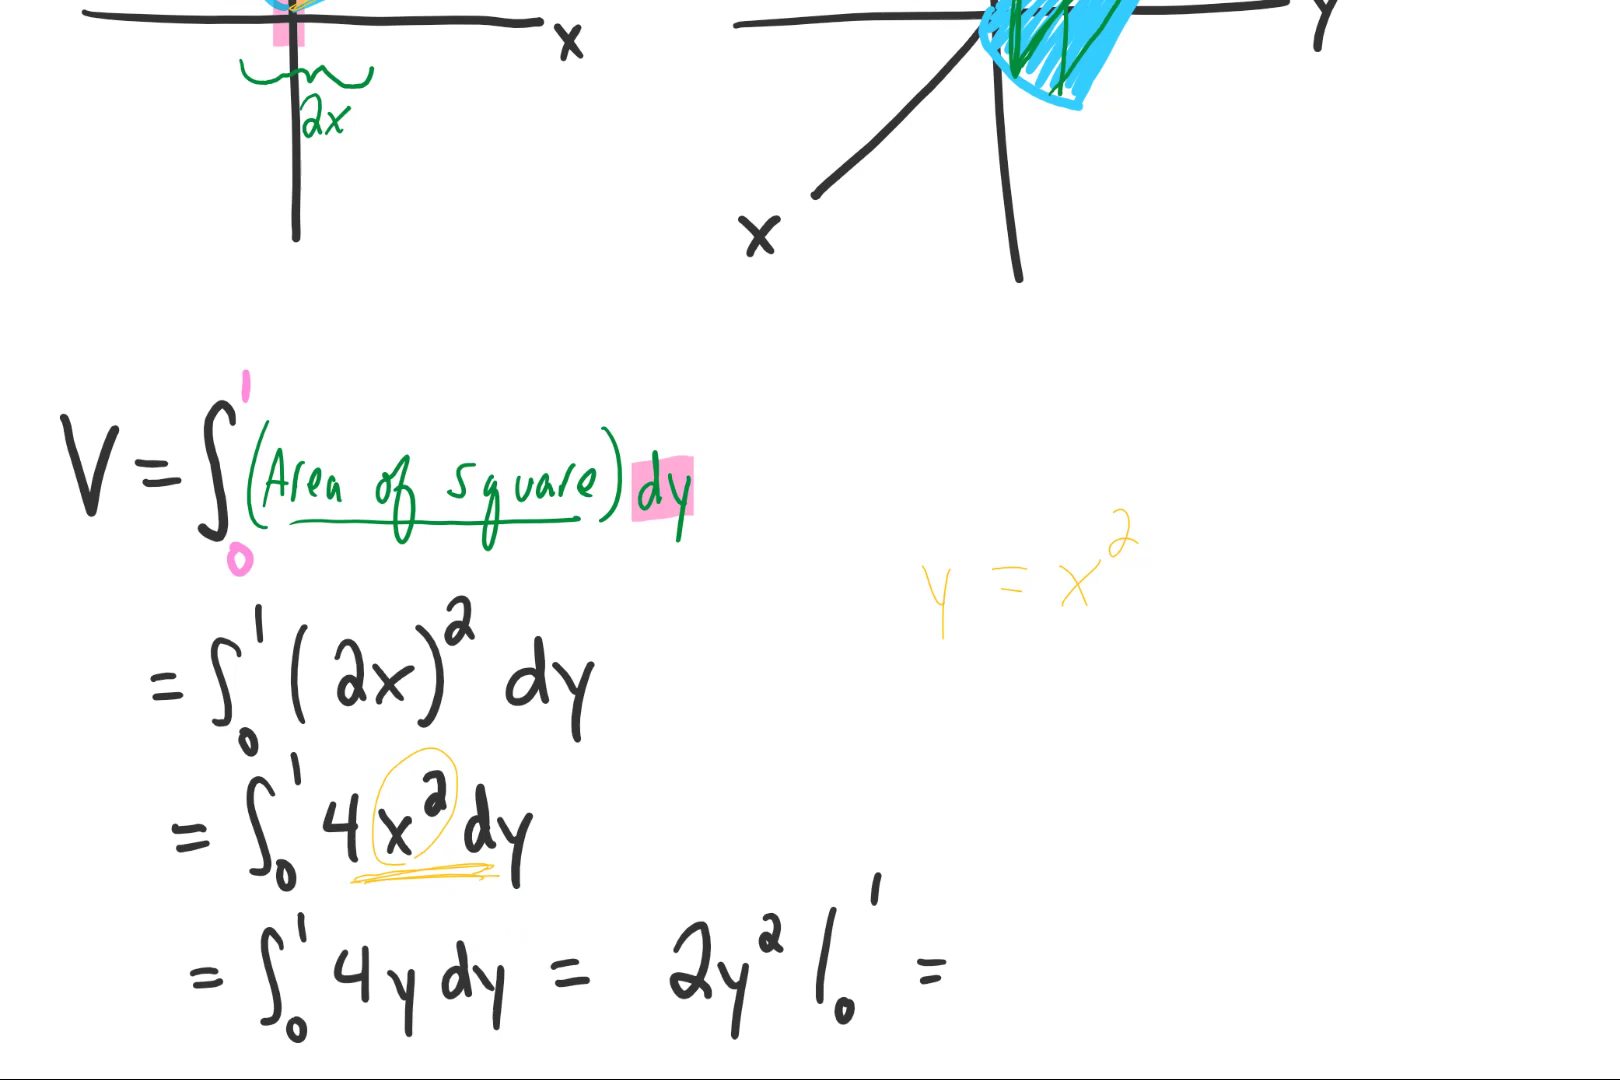 x
y
2x
x
V = ∫₀¹ (Area of square) dy
y = x²
= ∫₀¹ (2x)² dy
= ∫₀¹ 4x² dy
= ∫₀¹ 4y dy = 2y² |₀¹ =